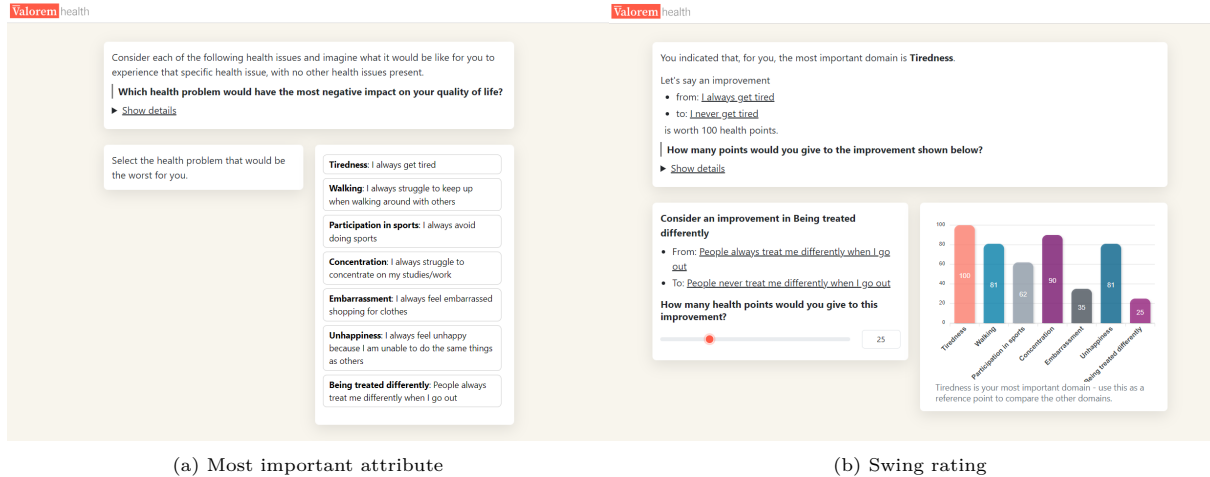 Valorem health
Consider each of the following health issues and imagine what it would be like for you to
experience that specific health issue, with no other health issues present.
Which health problem would have the most negative impact on your quality of life?
▶ Show details
Select the health problem that would be
the worst for you.
Tiredness: I always get tired
Walking: I always struggle to keep up
when walking around with others
Participation in sports: I always avoid
doing sports
Concentration: I always struggle to
concentrate on my studies/work
Embarrassment: I always feel embarrassed
shopping for clothes
Unhappiness: I always feel unhappy
because I am unable to do the same things
as others
Being treated differently: People always
treat me differently when I go out
(a) Most important attribute
Valorem health
You indicated that, for you, the most important domain is Tiredness.
Let's say an improvement
• from: I always get tired
• to: I never get tired
is worth 100 health points.
How many points would you give to the improvement shown below?
▶ Show details
Consider an improvement in Being treated
differently
• From: People always treat me differently when I go
out
• To: People never treat me differently when I go out
How many health points would you give to this
improvement?
25
100
80
60
40
20
0
100
81
62
90
35
81
25
Tiredness
Walking
Participation in sports
Concentration
Embarrassment
Unhappiness
Being treated differently
Tiredness is your most important domain - use this as a
reference point to compare the other domains.
(b) Swing rating